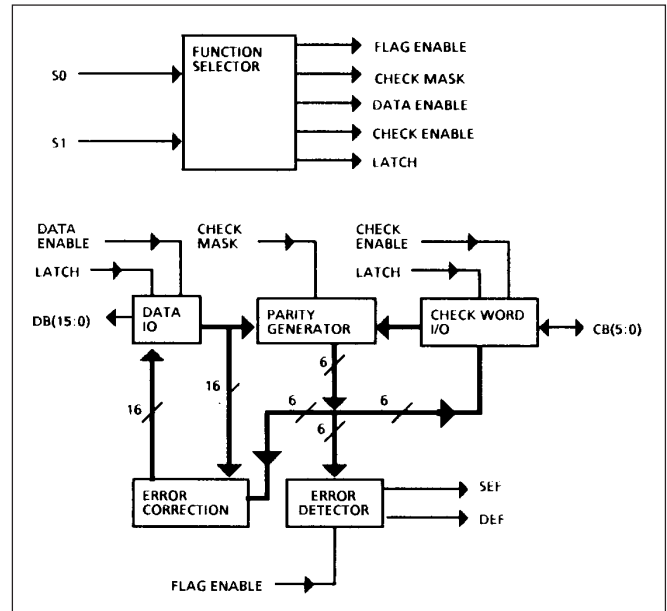 FUNCTION
SELECTOR
S0
S1
FLAG ENABLE
CHECK MASK
DATA ENABLE
CHECK ENABLE
LATCH
DATA
ENABLE
LATCH
DB(15:0)
DATA
IO
CHECK
MASK
PARITY
GENERATOR
CHECK
ENABLE
LATCH
CHECK WORD
I/O
CB(5:0)
6
16
16
6
6
6
ERROR
CORRECTION
ERROR
DETECTOR
SEF
DEF
FLAG ENABLE